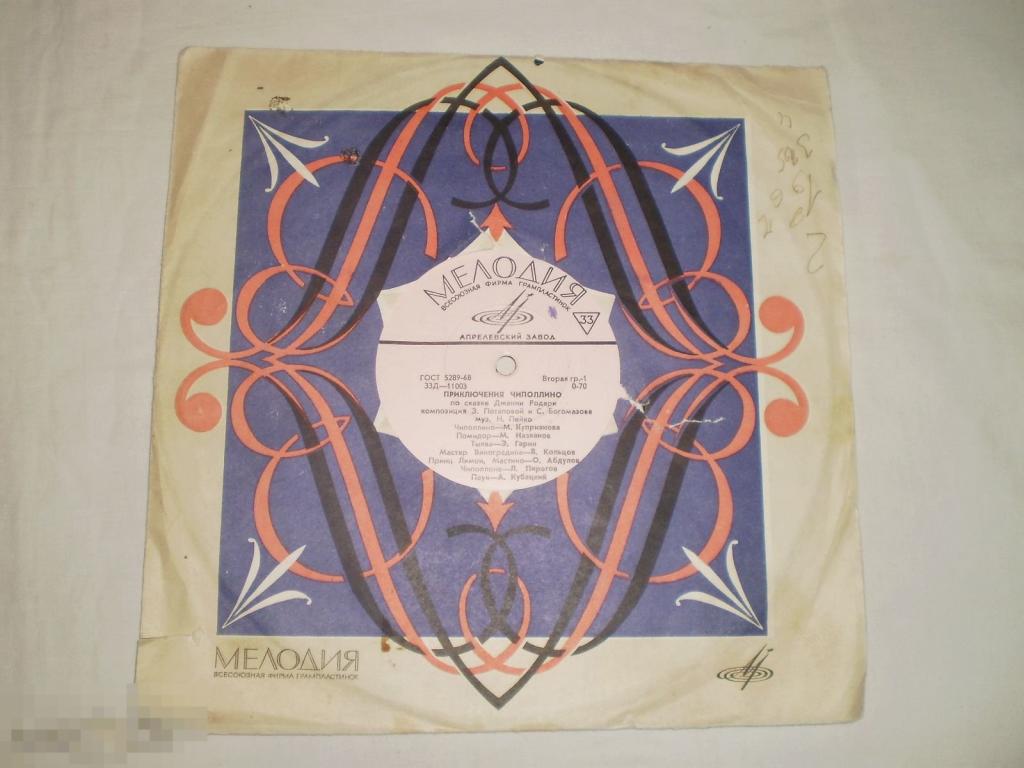 МЕЛОДИЯ
ВСЕСОЮЗНАЯ ФИРМА ГРАМПЛАСТИНОК
33
АПРЕЛЕВСКИЙ ЗАВОД
ГОСТ 5289-68 Вторая гр.-1
33Д—11003 0-70
ПРИКЛЮЧЕНИЯ ЧИПОЛЛИНО
по сказке Джанни Родари
композиция З. Потаповой и С. Богомазова
муз. Н. Пейко
Чиполлино—М. Куприянова
Помидор—М. Названов
Тыква—Э. Гарин
Мастер Виноградинка—В. Кольцов
Принц Лимон, Мастино—О. Абдулов
Чиполлоне—Л. Пирогов
Паук—А. Кубацкий
МЕЛОДИЯ
ВСЕСОЮЗНАЯ ФИРМА ГРАМПЛАСТИНОК